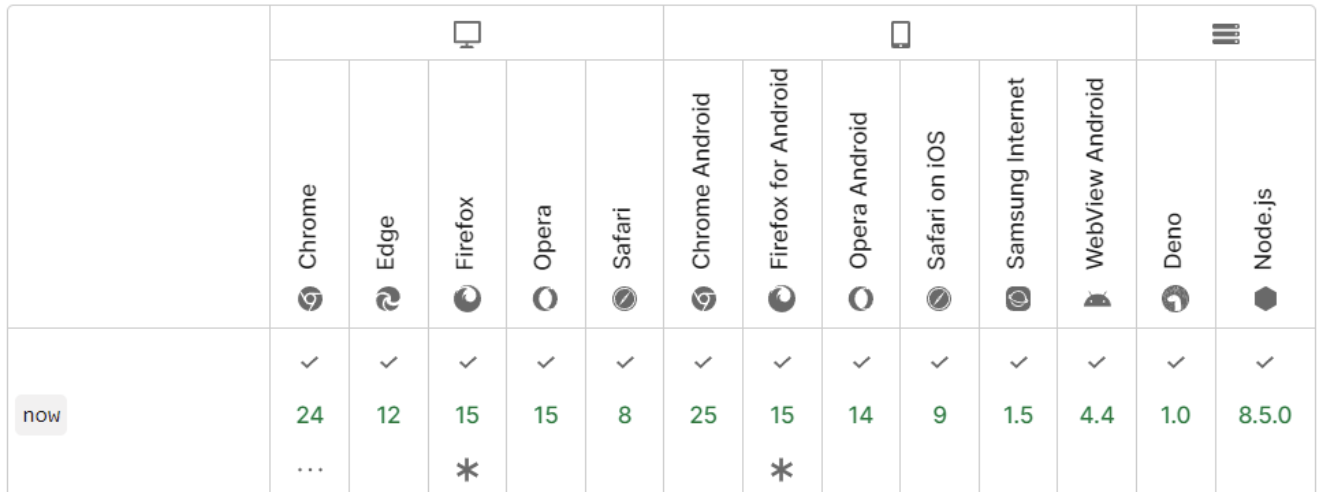 Chrome
Edge
Firefox
Opera
Safari
Chrome Android
Firefox for Android
Opera Android
Safari on iOS
Samsung Internet
WebView Android
Deno
Node.js
now 24 12 15 15 8 25 15 14 9 1.5 4.4 1.0 8.5.0
… * *